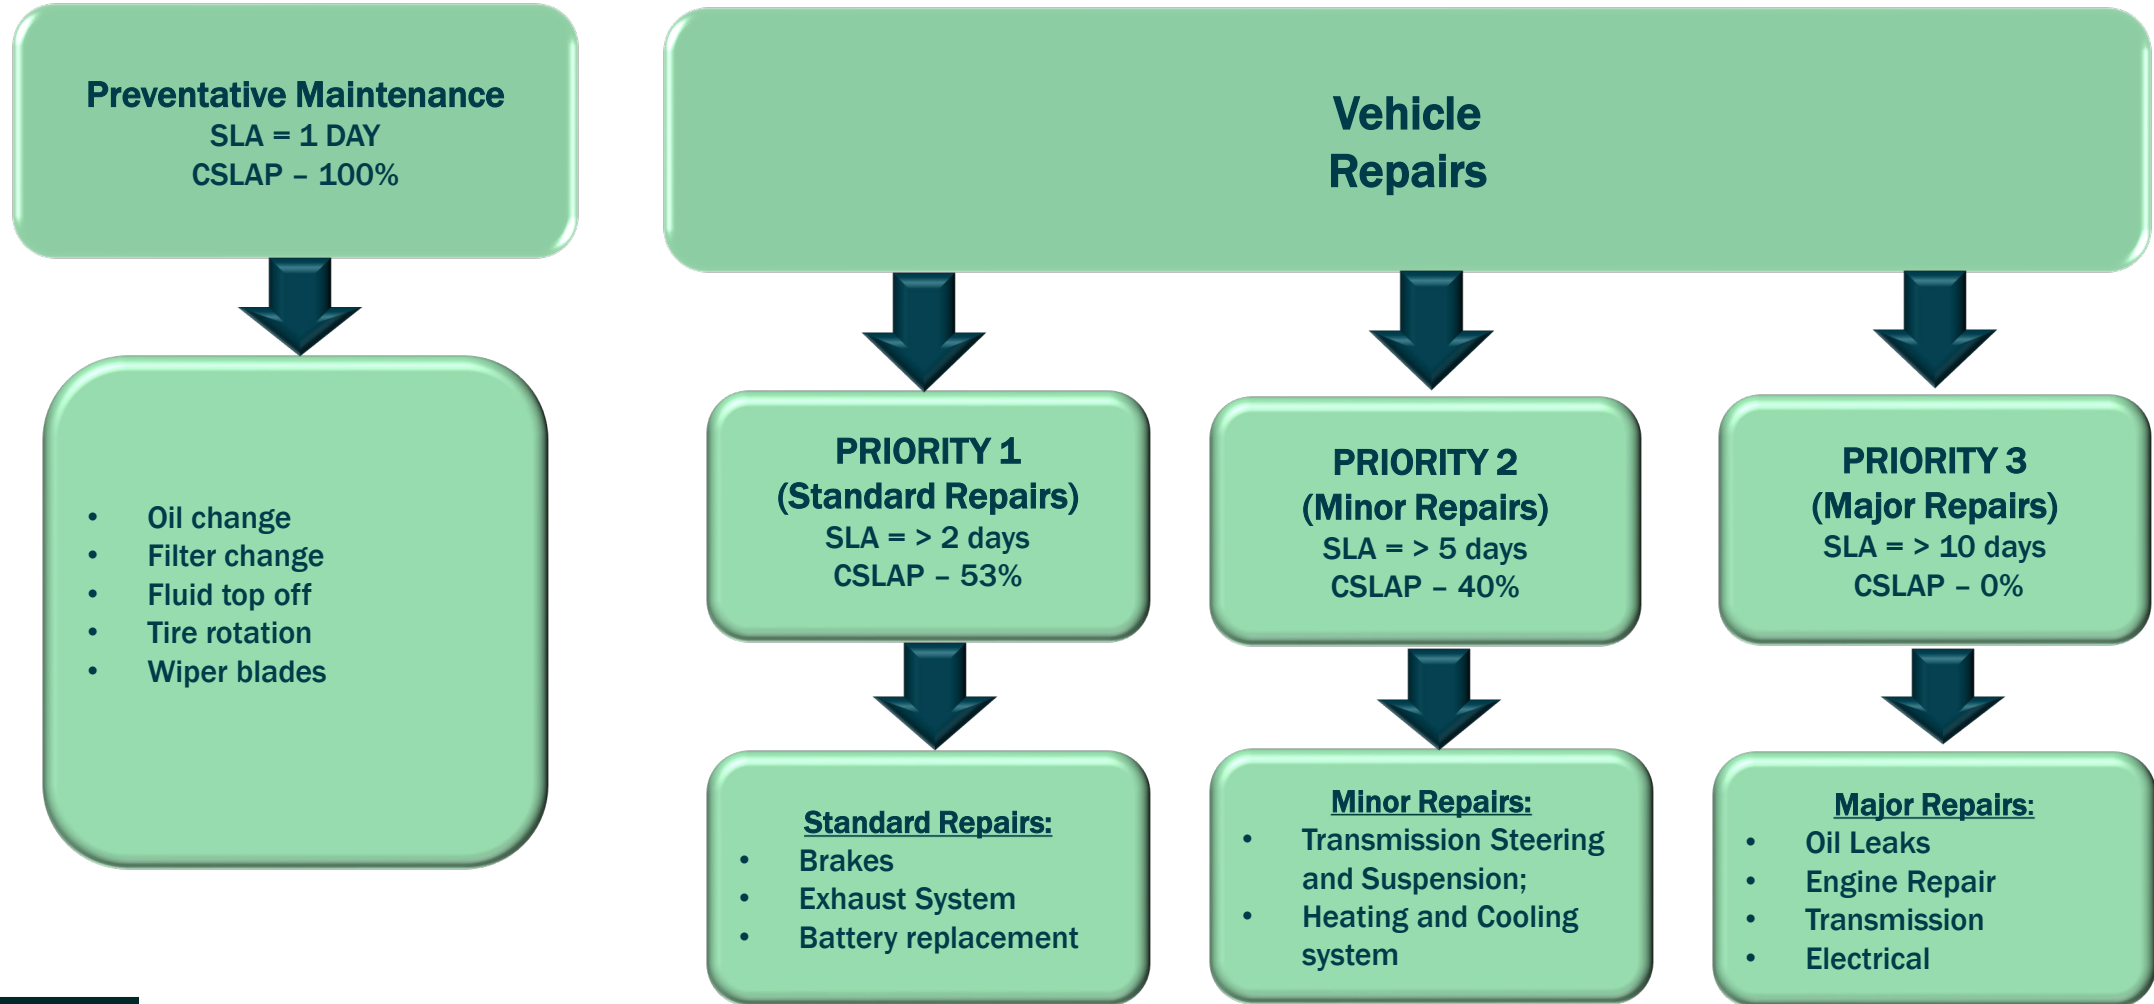 Preventative Maintenance
SLA = 1 DAY
CSLAP – 100%
• Oil change
• Filter change
• Fluid top off
• Tire rotation
• Wiper blades
Vehicle
Repairs
PRIORITY 1
(Standard Repairs)
SLA = > 2 days
CSLAP – 53%
Standard Repairs:
• Brakes
• Exhaust System
• Battery replacement
PRIORITY 2
(Minor Repairs)
SLA = > 5 days
CSLAP – 40%
Minor Repairs:
• Transmission Steering
and Suspension;
• Heating and Cooling
system
PRIORITY 3
(Major Repairs)
SLA = > 10 days
CSLAP – 0%
Major Repairs:
• Oil Leaks
• Engine Repair
• Transmission
• Electrical